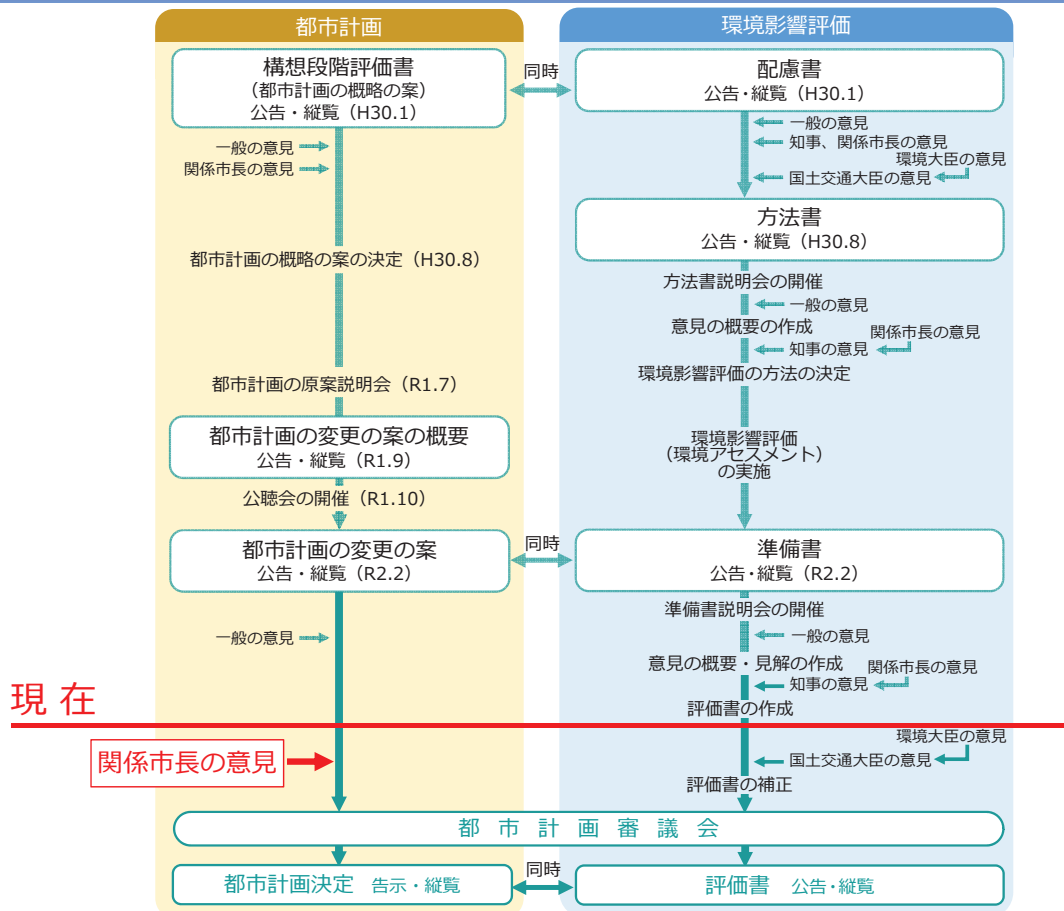 都市計画
環境影響評価
構想段階評価書
(都市計画の概略の案)
公告・縦覧（H30.1）
同時
配慮書
公告・縦覧（H30.1）
一般の意見
関係市長の意見
一般の意見
知事、関係市長の意見
環境大臣の意見
国土交通大臣の意見
方法書
公告・縦覧（H30.8）
都市計画の概略の案の決定（H30.8）
方法書説明会の開催
一般の意見
意見の概要の作成
関係市長の意見
知事の意見
環境影響評価の方法の決定
都市計画の原案説明会（R1.7）
都市計画の変更の案の概要
公告・縦覧（R1.9）
公聴会の開催（R1.10）
環境影響評価
（環境アセスメント）
の実施
都市計画の変更の案
公告・縦覧（R2.2）
同時
準備書
公告・縦覧（R2.2）
準備書説明会の開催
一般の意見
一般の意見
意見の概要・見解の作成
関係市長の意見
知事の意見
評価書の作成
現 在
関係市長の意見
環境大臣の意見
国土交通大臣の意見
評価書の補正
都 市 計 画 審 議 会
都市計画決定 告示・縦覧
同時
評価書 公告・縦覧